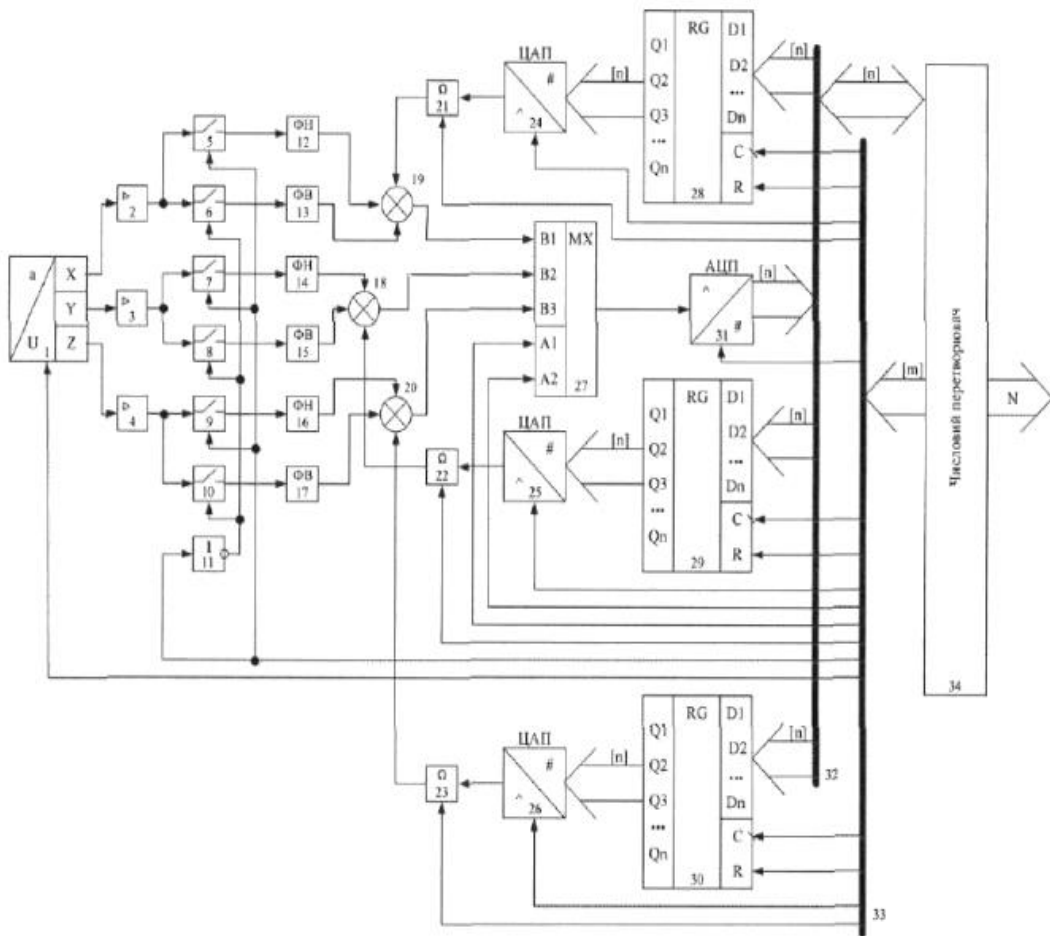 ЦАП
#
^
24
Ω
21
Q1
Q2
Q3
...
Qn
RG
28
D1
D2
...
Dn
C
R
[n]
[n]
[n]
5
ФН
12
6
ФВ
13
19
▷
2
a
U
1
X
Y
Z
▷
3
7
ФН
14
18
8
ФВ
15
▷
4
9
ФН
16
20
10
ФВ
17
1
11
B1
B2
B3
A1
A2
MX
27
АЦП
^
#
31
[n]
ЦАП
#
^
25
Ω
22
[n]
Q1
Q2
Q3
...
Qn
RG
29
D1
D2
...
Dn
C
R
[n]
[m]
Числовий перетворювач
34
N
ЦАП
#
^
26
Ω
23
[n]
Q1
Q2
Q3
...
Qn
RG
30
D1
D2
...
Dn
C
R
[n]
32
33